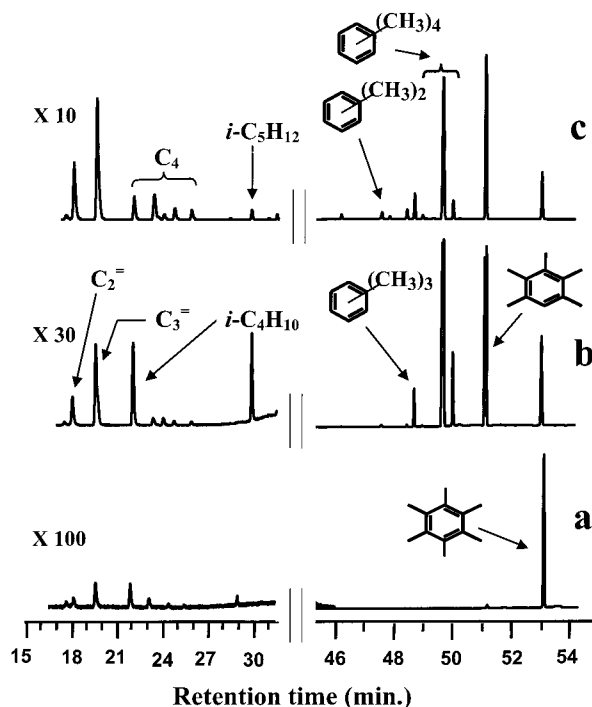 (CH₃)₄
(CH₃)₂
X 10
C₄
i-C₅H₁₂
c
C₂⁼
C₃⁼
i-C₄H₁₀
(CH₃)₃
X 30
b
X 100
a
15 18 21 24 27 30 46 48 50 52 54
Retention time (min.)